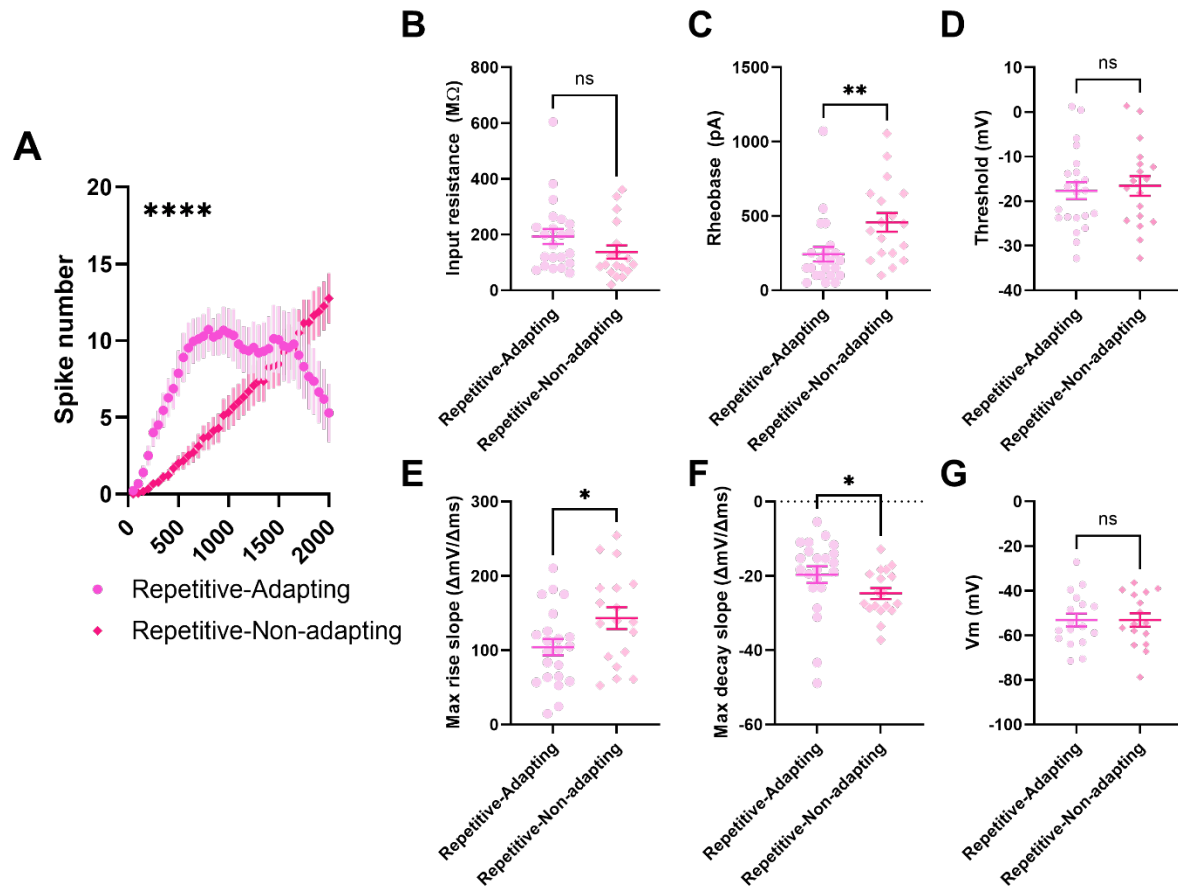 A
Spike number
20
15
10
5
0
****
0
500
1000
1500
2000
Repetitive-Adapting
Repetitive-Non-adapting
B
Input resistance (MΩ)
800
600
400
200
0
ns
Repetitive-Adapting
Repetitive-Non-adapting
C
Rheobase (pA)
1500
1000
500
0
**
Repetitive-Adapting
Repetitive-Non-adapting
D
Threshold (mV)
10
0
-10
-20
-30
-40
ns
Repetitive-Adapting
Repetitive-Non-adapting
E
Max rise slope (ΔmV/Δms)
300
200
100
0
*
Repetitive-Adapting
Repetitive-Non-adapting
F
Max decay slope (ΔmV/Δms)
0
-20
-40
-60
*
Repetitive-Adapting
Repetitive-Non-adapting
G
Vm (mV)
0
-20
-40
-60
-80
-100
ns
Repetitive-Adapting
Repetitive-Non-adapting